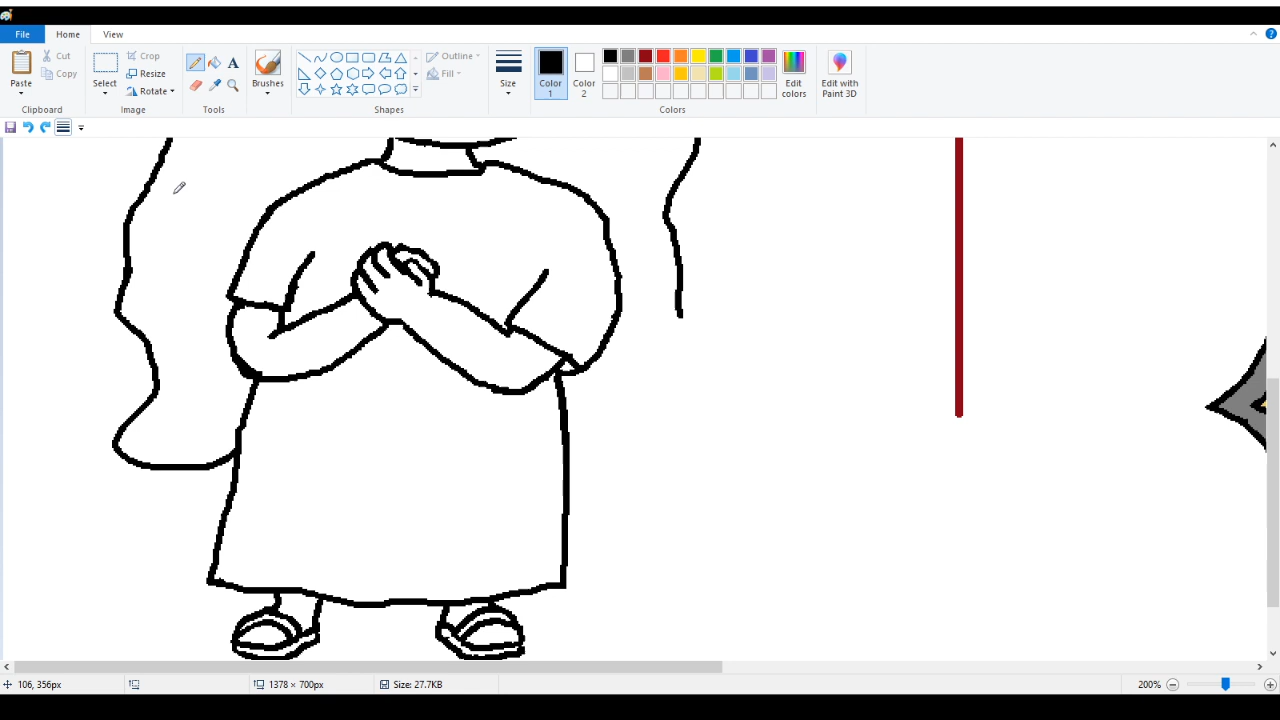 File Home View
Paste Cut Copy Select Crop Resize Rotate A Brushes Outline Fill Size Color 1 Color 2 Edit colors Edit with Paint 3D
Clipboard Image Tools Shapes Colors
106, 356px 1378 × 700px Size: 27.7KB 200%